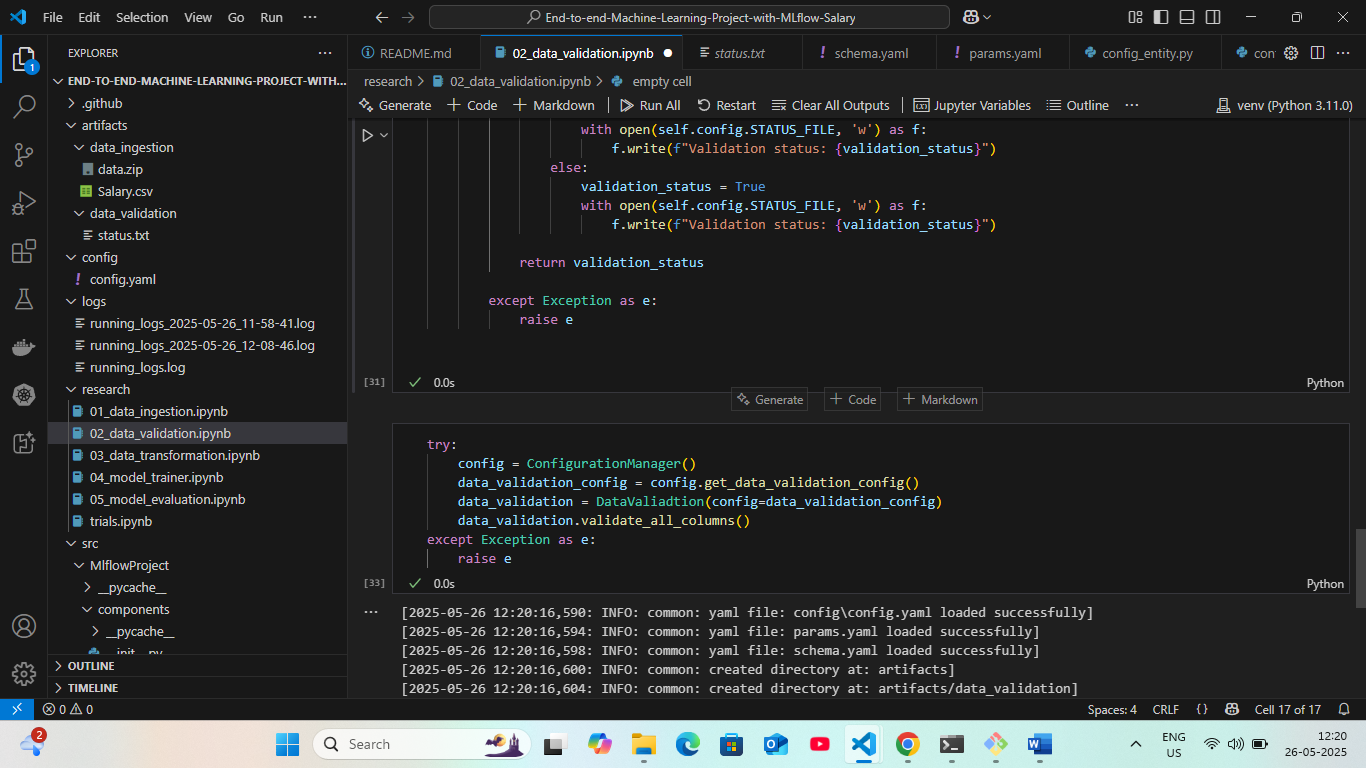 File Edit Selection View Go Run ···
End-to-end-Machine-Learning-Project-with-MLflow-Salary
EXPLORER
README.md
02_data_validation.ipynb
status.txt
! schema.yaml
! params.yaml
config_entity.py
con
research > 02_data_validation.ipynb > empty cell
Generate + Code + Markdown Run All Restart Clear All Outputs Jupyter Variables Outline ··· venv (Python 3.11.0)
1
END-TO-END-MACHINE-LEARNING-PROJECT-WITH...
.github
artifacts
data_ingestion
data.zip
Salary.csv
data_validation
status.txt
config
! config.yaml
logs
running_logs_2025-05-26_11-58-41.log
running_logs_2025-05-26_12-08-46.log
running_logs.log
research
01_data_ingestion.ipynb
02_data_validation.ipynb
03_data_transformation.ipynb
04_model_trainer.ipynb
05_model_evaluation.ipynb
trials.ipynb
src
MlflowProject
__pycache__
components
__pycache__
__init__.py
OUTLINE
TIMELINE
with open(self.config.STATUS_FILE, 'w') as f:
f.write(f"Validation status: {validation_status}")
else:
validation_status = True
with open(self.config.STATUS_FILE, 'w') as f:
f.write(f"Validation status: {validation_status}")
return validation_status
except Exception as e:
raise e
[31] 0.0s Python
Generate + Code + Markdown
try:
config = ConfigurationManager()
data_validation_config = config.get_data_validation_config()
data_validation = DataValiadtion(config=data_validation_config)
data_validation.validate_all_columns()
except Exception as e:
raise e
[33] 0.0s Python
··· [2025-05-26 12:20:16,590: INFO: common: yaml file: config\config.yaml loaded successfully]
[2025-05-26 12:20:16,594: INFO: common: yaml file: params.yaml loaded successfully]
[2025-05-26 12:20:16,598: INFO: common: yaml file: schema.yaml loaded successfully]
[2025-05-26 12:20:16,600: INFO: common: created directory at: artifacts]
[2025-05-26 12:20:16,604: INFO: common: created directory at: artifacts/data_validation]
0 0 Spaces: 4 CRLF {} Cell 17 of 17
2
Search
ENG
US
12:20
26-05-2025